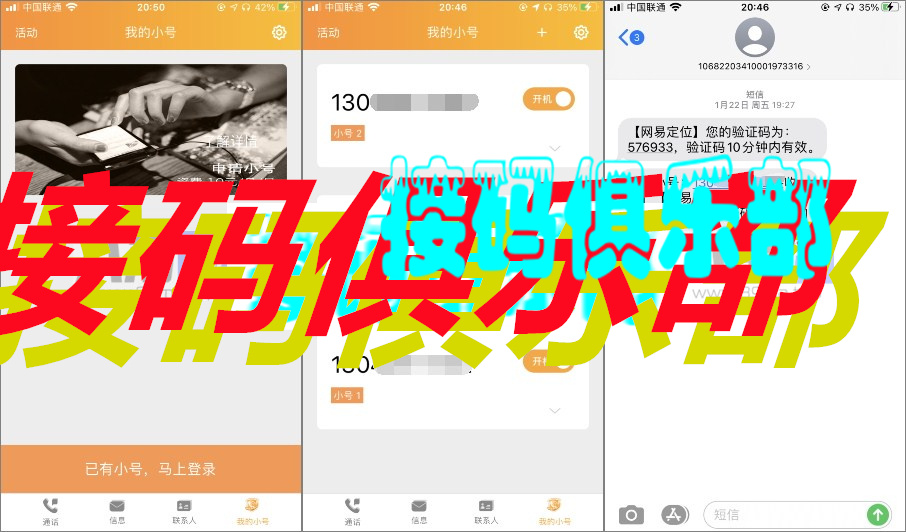 中国联通
20:50
42%
活动
我的小号
了解详情
申请小号
已有小号，马上登录
通话
信息
联系人
我的小号
中国联通
20:46
35%
活动
我的小号
+
130
开机
小号 2
开机
小号 1
通话
信息
联系人
我的小号
中国联通
20:46
35%
3
10682203410001973316
短信
1月22日 周五 19:27
【网易定位】您的验证码为：
576933，验证码10分钟内有效。
短信
接码俱乐部
接码俱乐部
接码俱乐部